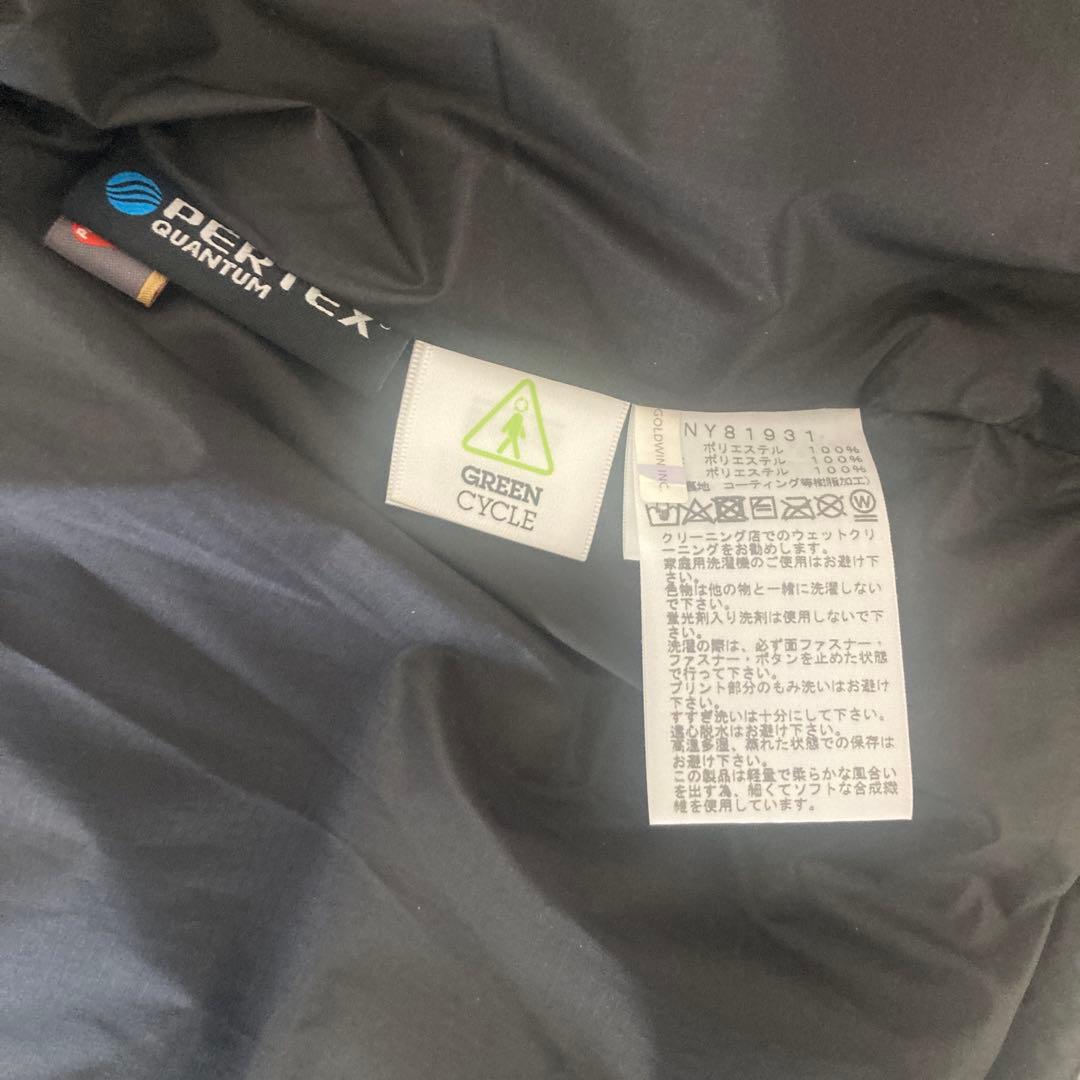 PERTEX
QUANTUM
P
GREEN
CYCLE
GOLDWIN INC.
NY81931
ポリエステル 100%
ポリエステル 100%
ポリエステル 100%
裏地 コーティング等樹脂加工)
W
クリーニング店でのウェットクリ
ーニングをお勧めします。
家庭用洗濯機のご使用はお避け下
さい。
色物は他の物と一緒に洗濯しない
で下さい。
蛍光剤入り洗剤は使用しないで下
さい。
洗濯の際は、必ず面ファスナー・
ファスナー・ボタンを止めた状態
で行って下さい。
プリント部分のもみ洗いはお避け
下さい。
すすぎ洗いは十分にして下さい。
遠心脱水はお避け下さい。
高温多湿、蒸れた状態での保存は
お避け下さい。
この製品は軽量で柔らかな風合い
を出す為、細くてソフトな合成繊
維を使用しています。